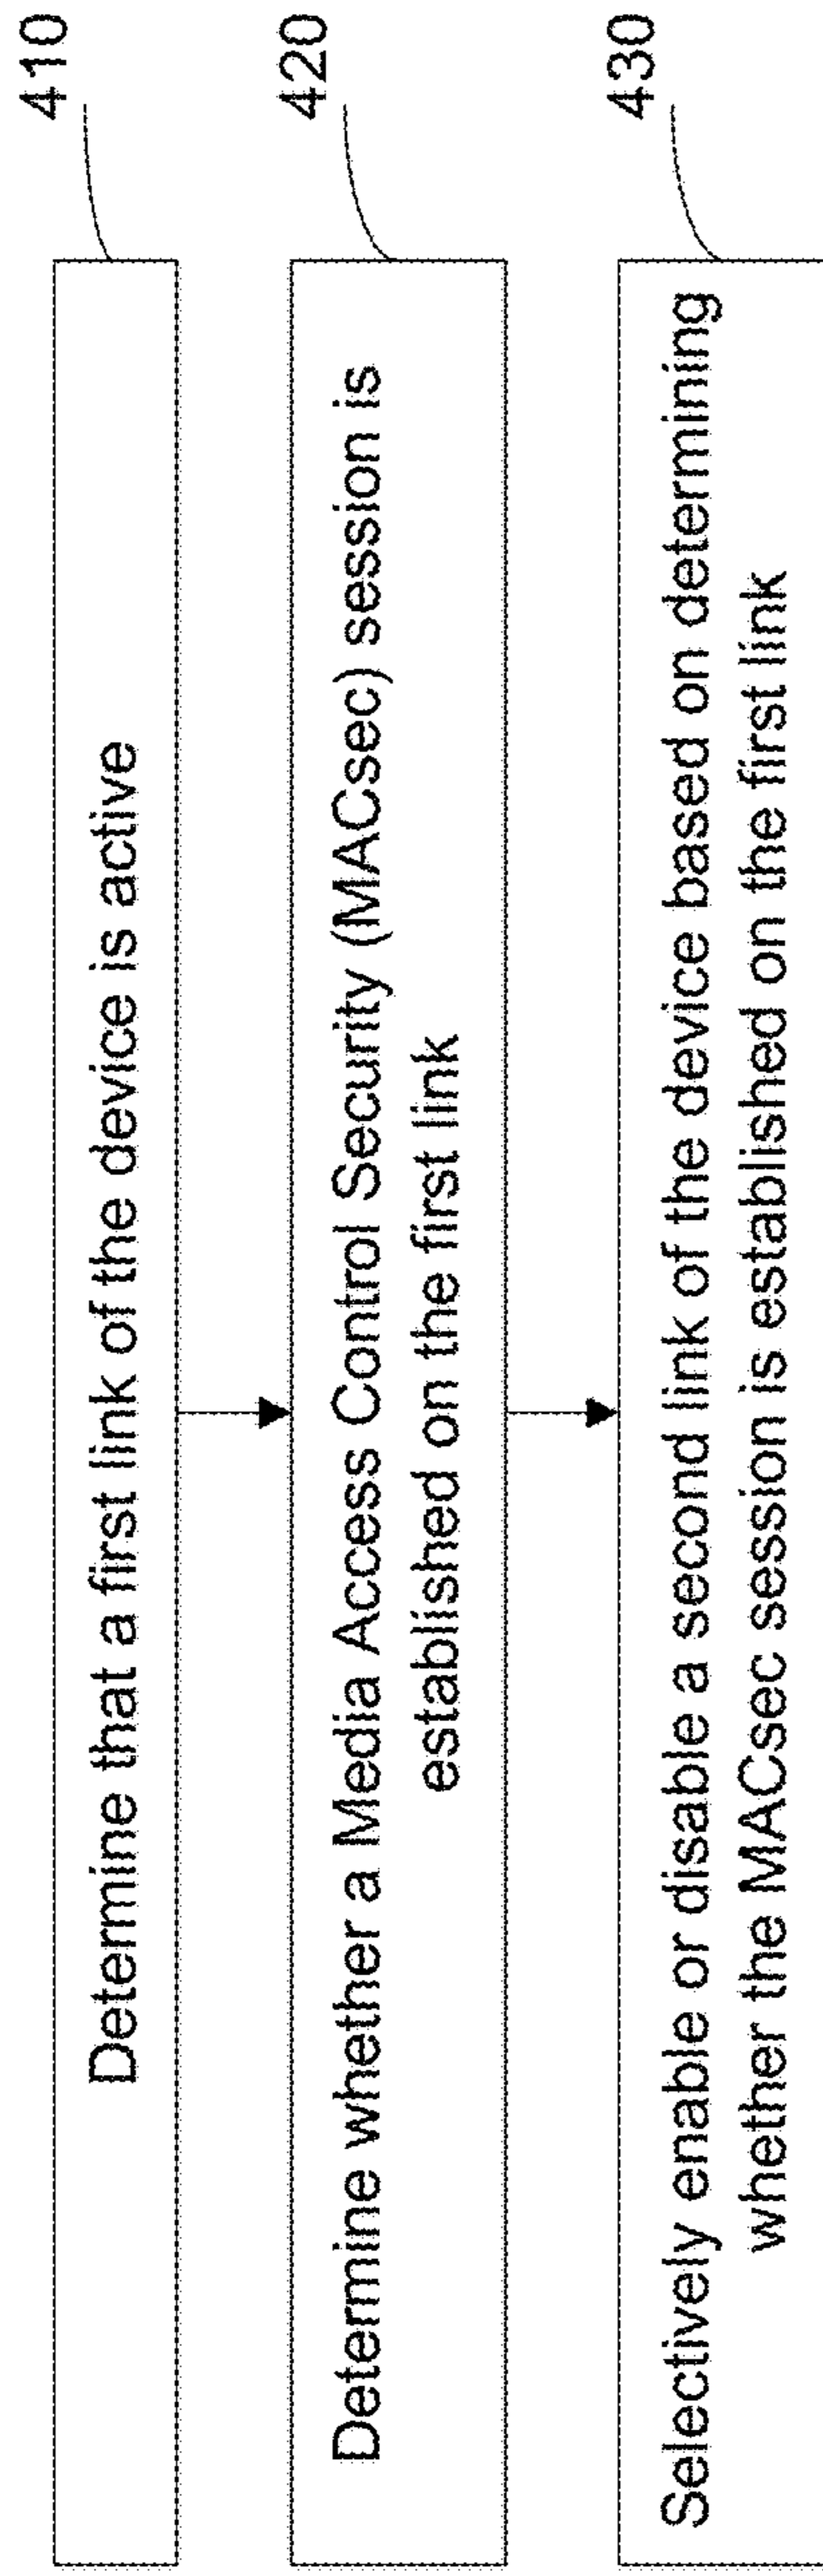 410
Determine that a first link of the device is active
420
Determine whether a Media Access Control Security (MACsec) session is
established on the first link
430
Selectively enable or disable a second link of the device based on determining
whether the MACsec session is established on the first link